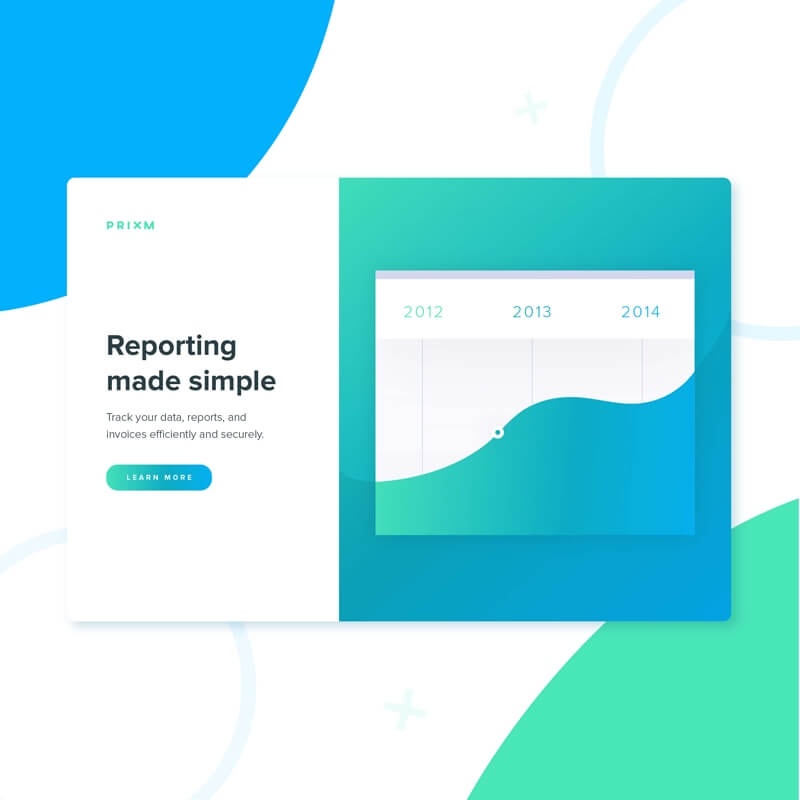 PRIXM
Reporting
made simple
Track your data, reports, and
invoices efficiently and securely.
LEARN MORE
2012 2013 2014